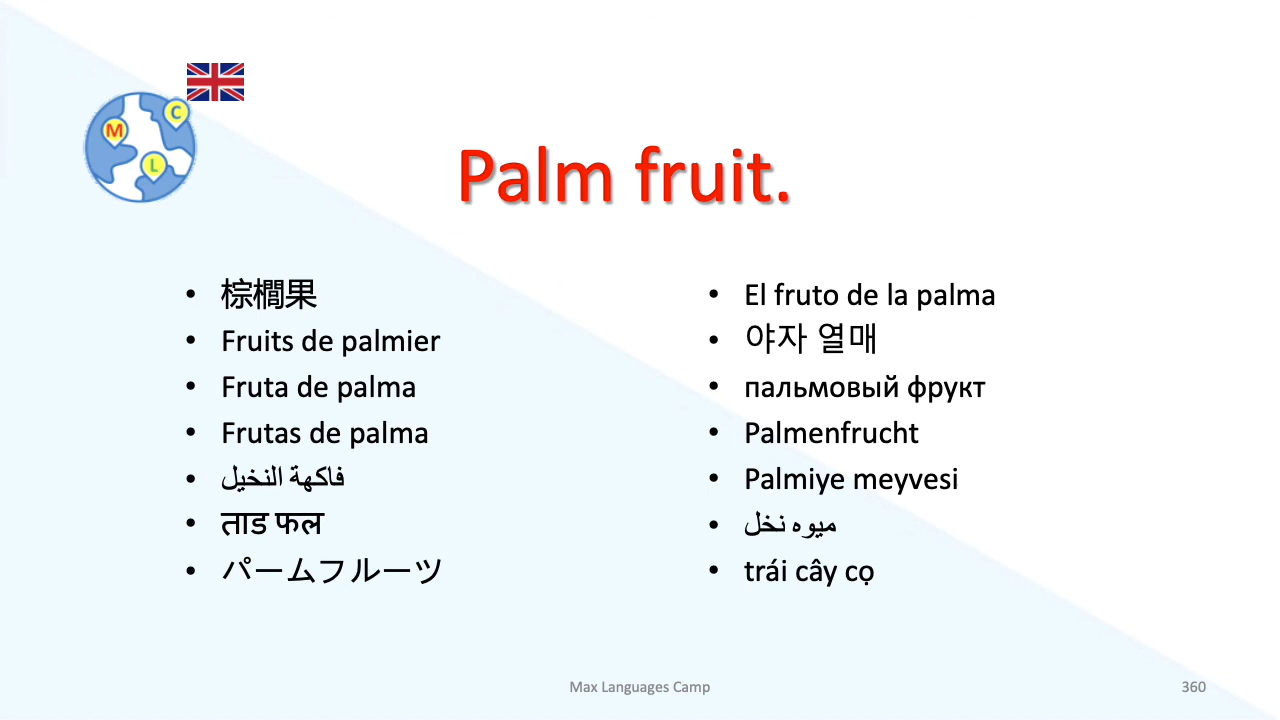 M
C
L
Palm fruit.
• 棕櫚果
• Fruits de palmier
• Fruta de palma
• Frutas de palma
• فاكهة النخيل
• ताड फल
• パームフルーツ
• El fruto de la palma
• 야자 열매
• пальмовый фрукт
• Palmenfrucht
• Palmiye meyvesi
• میوه نخل
• trái cây cọ
Max Languages Camp
360